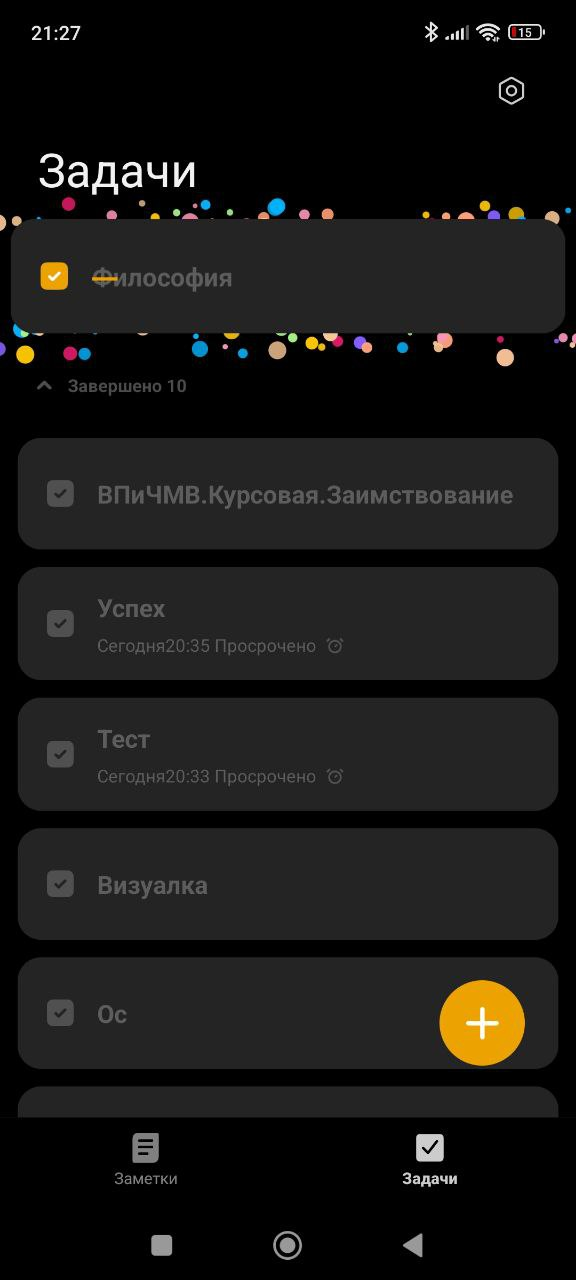 21:27
15
Задачи
Философия
Завершено 10
ВПиЧМВ.Курсовая.Заимствование
Успех
Сегодня20:35 Просрочено
Тест
Сегодня20:33 Просрочено
Визуалка
Ос
Заметки
Задачи